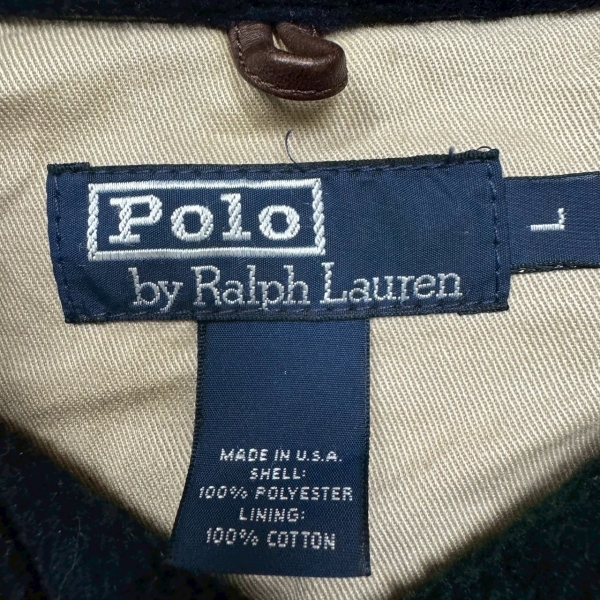 Polo
by Ralph Lauren
L
MADE IN U.S.A.
SHELL:
100% POLYESTER
LINING:
100% COTTON